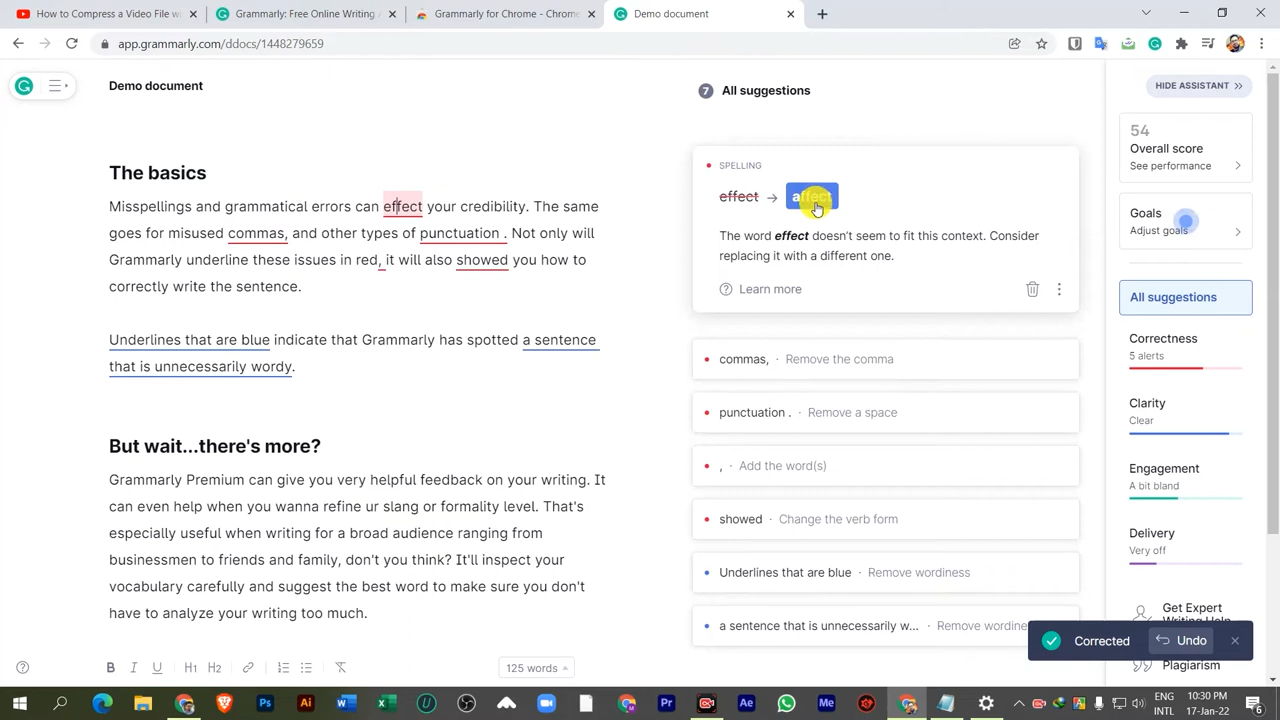 How to Compress a Video File w
Grammarly: Free Online Writing A
Grammarly for Chrome - Chrome
Demo document
app.grammarly.com/ddocs/1448279659
Demo document
7 All suggestions
HIDE ASSISTANT
The basics
Misspellings and grammatical errors can effect your credibility. The same
goes for misused commas, and other types of punctuation . Not only will
Grammarly underline these issues in red, it will also showed you how to
correctly write the sentence.
Underlines that are blue indicate that Grammarly has spotted a sentence
that is unnecessarily wordy.
But wait...there's more?
Grammarly Premium can give you very helpful feedback on your writing. It
can even help when you wanna refine ur slang or formality level. That's
especially useful when writing for a broad audience ranging from
businessmen to friends and family, don't you think? It'll inspect your
vocabulary carefully and suggest the best word to make sure you don't
have to analyze your writing too much.
B I U H1 H2
125 words
SPELLING
effect → affect
The word effect doesn't seem to fit this context. Consider
replacing it with a different one.
Learn more
commas, · Remove the comma
punctuation . · Remove a space
, · Add the word(s)
showed · Change the verb form
Underlines that are blue · Remove wordiness
a sentence that is unnecessarily w... · Remove wordine
54
Overall score
See performance
Goals
Adjust goals
All suggestions
Correctness
5 alerts
Clarity
Clear
Engagement
A bit bland
Delivery
Very off
Get Expert
Writing Help
Corrected Undo
Plagiarism
ENG
INTL
10:30 PM
17-Jan-22
6